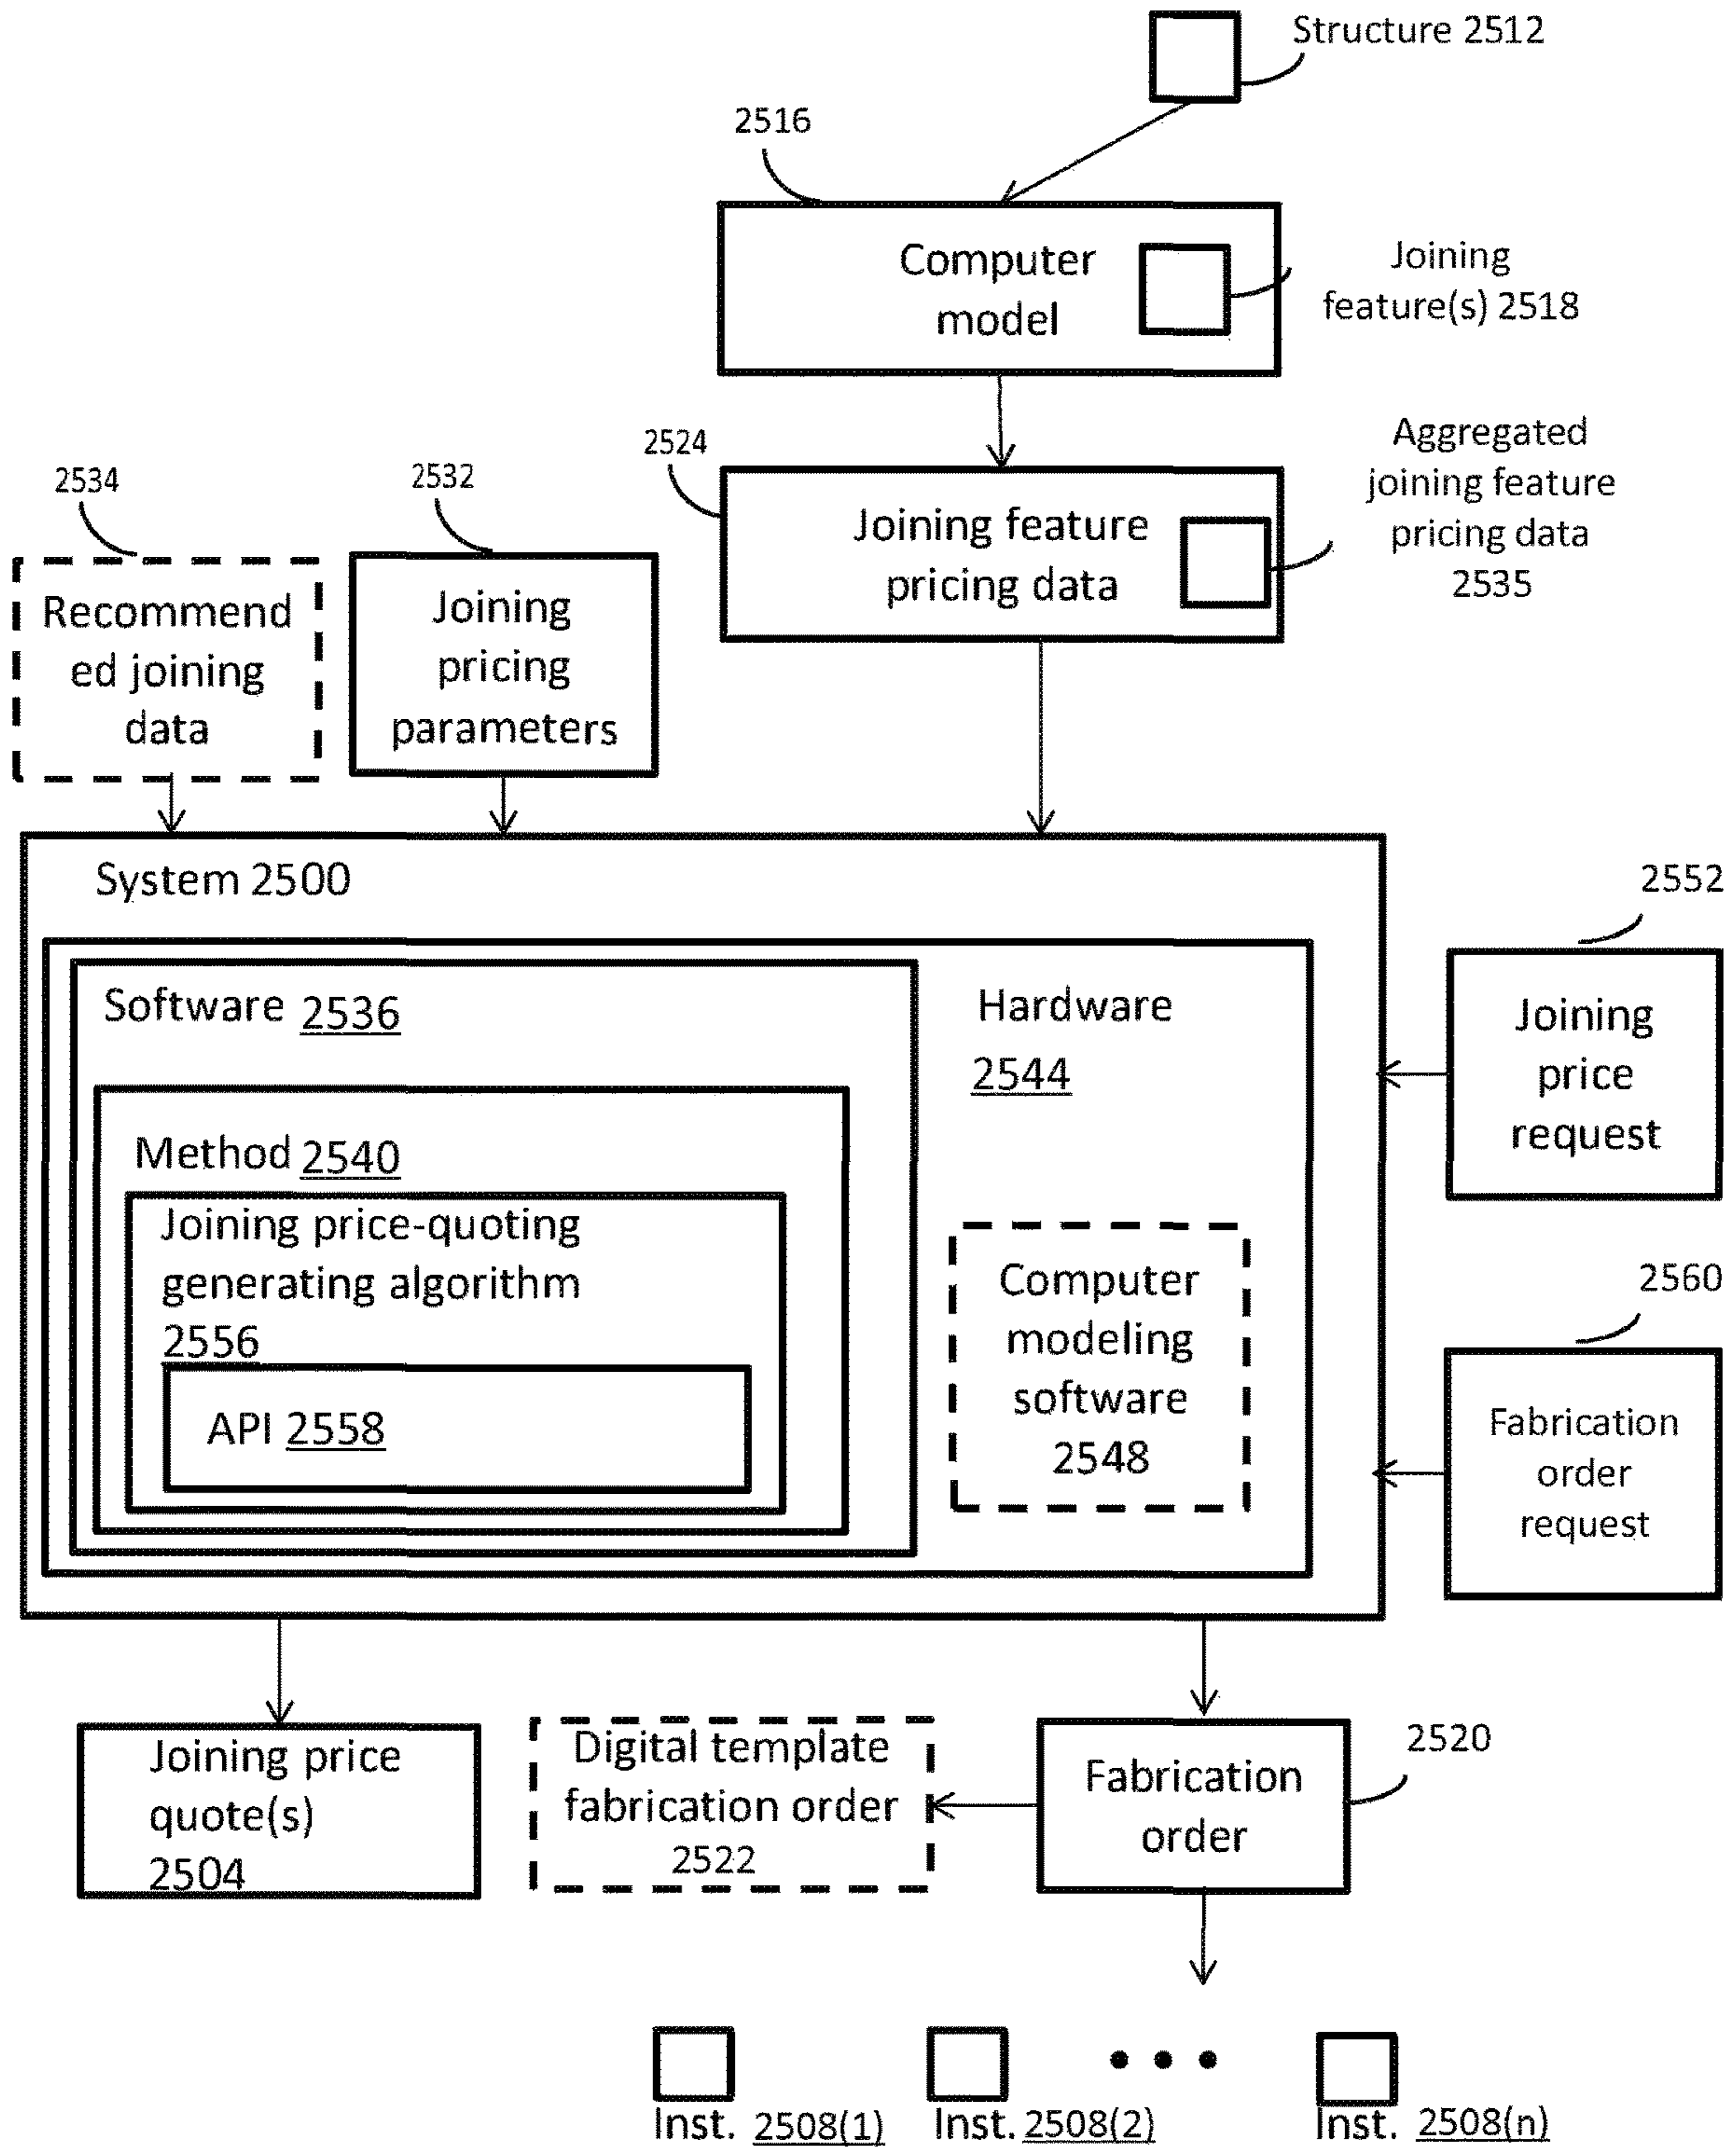 Structure 2512
2516
Computer
model
Joining
feature(s) 2518
2524
Joining feature
pricing data
Aggregated
joining feature
pricing data
2535
2534
Recommend
ed joining
data
2532
Joining
pricing
parameters
System 2500
Software 2536
Hardware
2544
Method 2540
Joining price-quoting
generating algorithm
2556
API 2558
Computer
modeling
software
2548
2552
Joining
price
request
2560
Fabrication
order
request
Joining price
quote(s)
2504
Digital template
fabrication order
2522
Fabrication
order
2520
Inst. 2508(1)
Inst. 2508(2)
Inst. 2508(n)